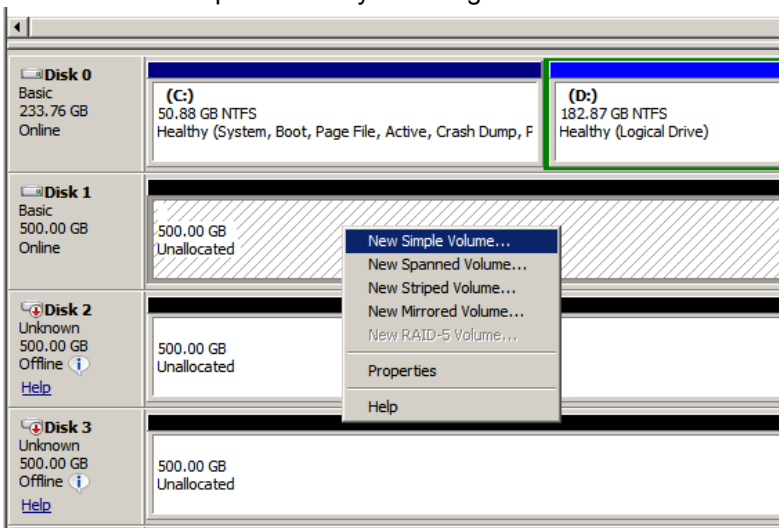 Disk 0
Basic
233.76 GB
Online
(C:)
50.88 GB NTFS
Healthy (System, Boot, Page File, Active, Crash Dump, P
(D:)
182.87 GB NTFS
Healthy (Logical Drive)
Disk 1
Basic
500.00 GB
Online
500.00 GB
Unallocated
New Simple Volume...
New Spanned Volume...
New Striped Volume...
New Mirrored Volume...
New RAID-5 Volume...
Properties
Help
Disk 2
Unknown
500.00 GB
Offline
Help
500.00 GB
Unallocated
Disk 3
Unknown
500.00 GB
Offline
Help
500.00 GB
Unallocated